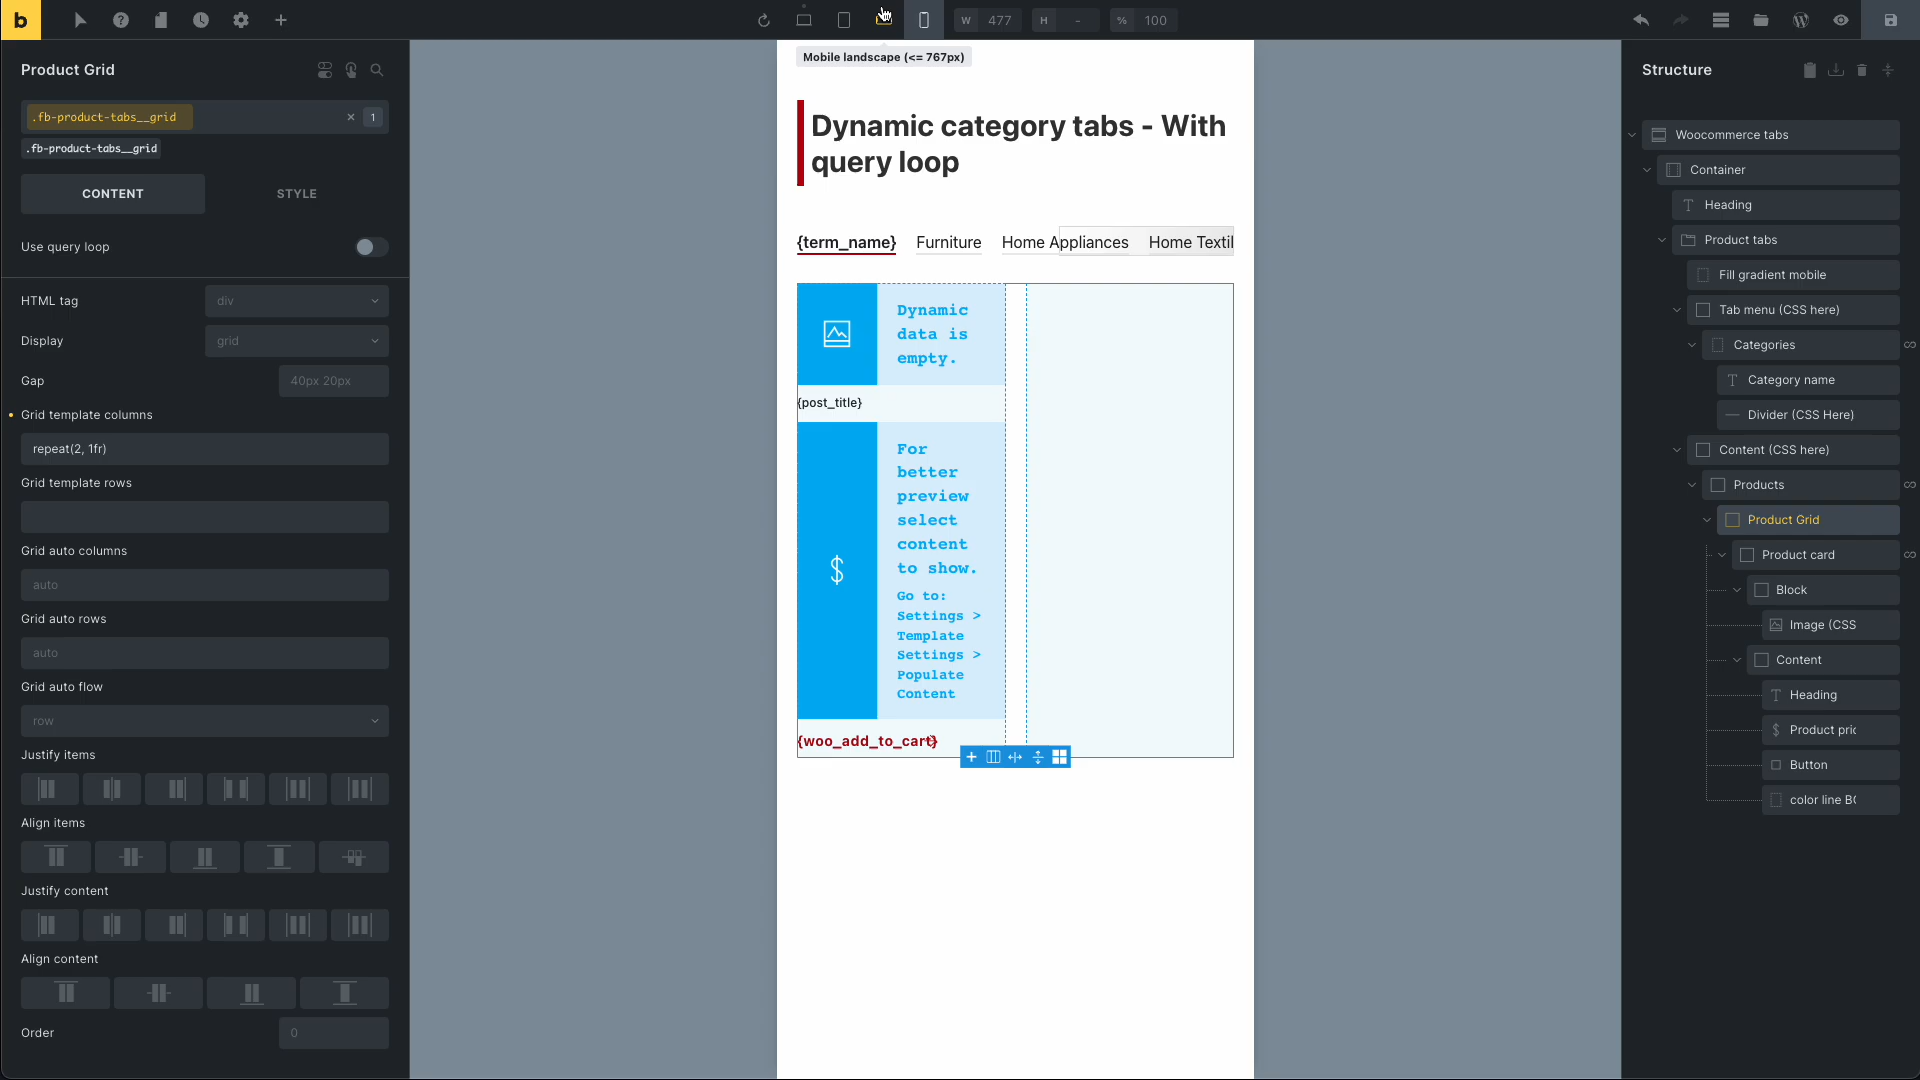 b
W 477 H - % 100
Product Grid
.fb-product-tabs__grid × 1
.fb-product-tabs__grid
CONTENT STYLE
Use query loop
HTML tag div
Display grid
Gap 40px 20px
Grid template columns
repeat(2, 1fr)
Grid template rows
Grid auto columns
auto
Grid auto rows
auto
Grid auto flow
row
Justify items
Align items
Justify content
Align content
Order 0
Mobile landscape (<= 767px)
Dynamic category tabs - With
query loop
{term_name} Furniture Home Appliances Home Textil
Dynamic
data is
empty.
{post_title}
For
better
preview
select
content
to show.
Go to:
Settings >
Template
Settings >
Populate
Content
{woo_add_to_cart}
Structure
Woocommerce tabs
Container
Heading
Product tabs
Fill gradient mobile
Tab menu (CSS here)
Categories
Category name
Divider (CSS Here)
Content (CSS here)
Products
Product Grid
Product card
Block
Image (CSS
Content
Heading
Product pric
Button
color line BG